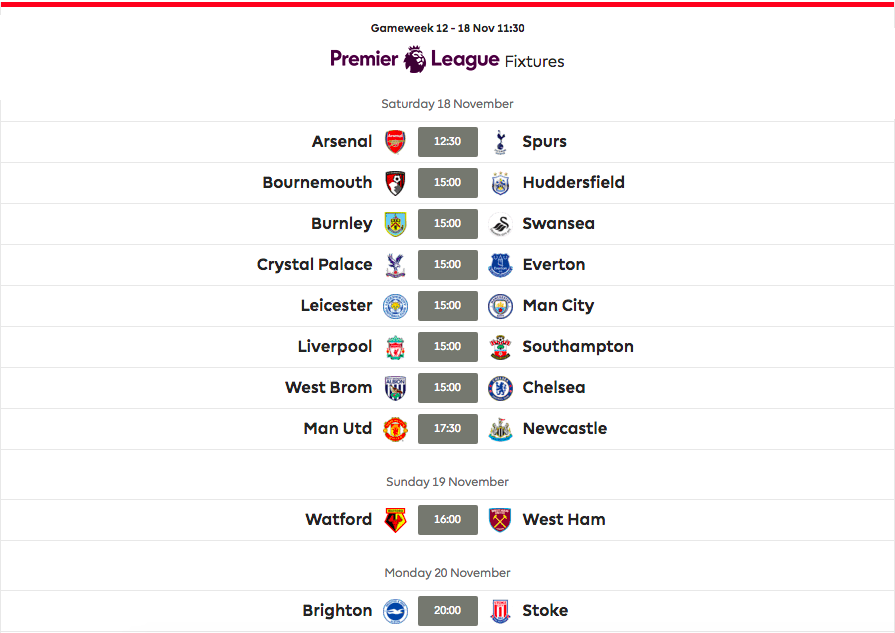 Gameweek 12 - 18 Nov 11:30
Premier League Fixtures
Saturday 18 November
Arsenal 12:30 Spurs
Bournemouth 15:00 Huddersfield
Burnley 15:00 Swansea
Crystal Palace 15:00 Everton
Leicester 15:00 Man City
Liverpool 15:00 Southampton
West Brom 15:00 Chelsea
Man Utd 17:30 Newcastle
Sunday 19 November
Watford 16:00 West Ham
Monday 20 November
Brighton 20:00 Stoke